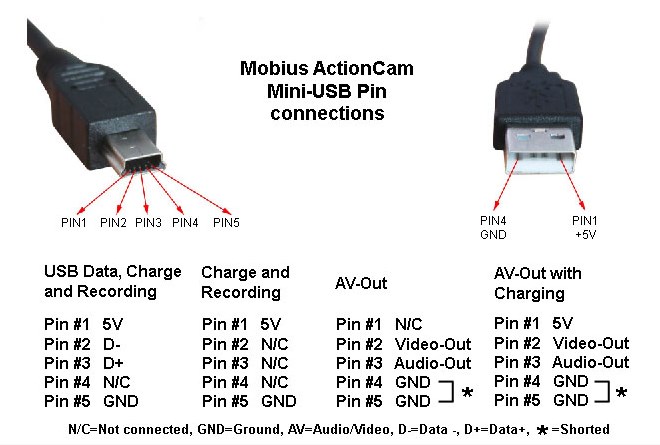 Mobius ActionCam
Mini-USB Pin
connections
PIN1 PIN2 PIN3 PIN4 PIN5
PIN4
GND
PIN1
+5V
USB Data, Charge
and Recording
Pin #1 5V
Pin #2 D-
Pin #3 D+
Pin #4 N/C
Pin #5 GND
Charge and
Recording
Pin #1 5V
Pin #2 N/C
Pin #3 N/C
Pin #4 N/C
Pin #5 GND
AV-Out
Pin #1 N/C
Pin #2 Video-Out
Pin #3 Audio-Out
Pin #4 GND
Pin #5 GND
*
AV-Out with
Charging
Pin #1 5V
Pin #2 Video-Out
Pin #3 Audio-Out
Pin #4 GND
Pin #5 GND
*
N/C=Not connected, GND=Ground, AV=Audio/Video, D-=Data -, D+=Data+, * =Shorted